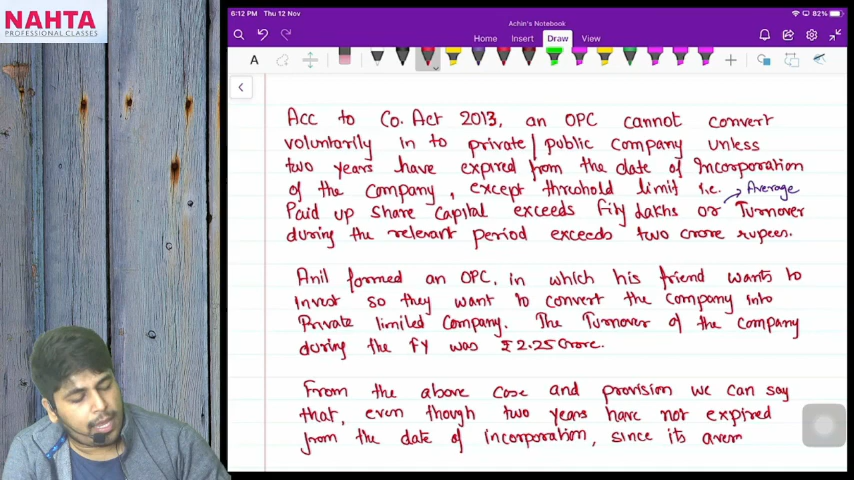 NAHTA
PROFESSIONAL CLASSES
6:12 PM Thu 12 Nov
82%
Achin's Notebook
Home Insert Draw View
A
Acc to Co. Act 2013, an OPC cannot convert
voluntarily in to private/public Company unless
two years have expired from the date of Incorporation
of the Company, except threhold limit i.e.
Average
Paid up share Capital exceeds Fifty Lakhs or Turnover
during the relevant period exceeds two crore rupees.
Anil formed an OPC, in which his friend wants to
invest so they want to convert the Company into
Private limited Company. The Turnover of the Company
during the FY was ₹2.25 Crore.
From the above case and provision we can say
that, even though two years have not expired
from the date of incorporation, since its aver